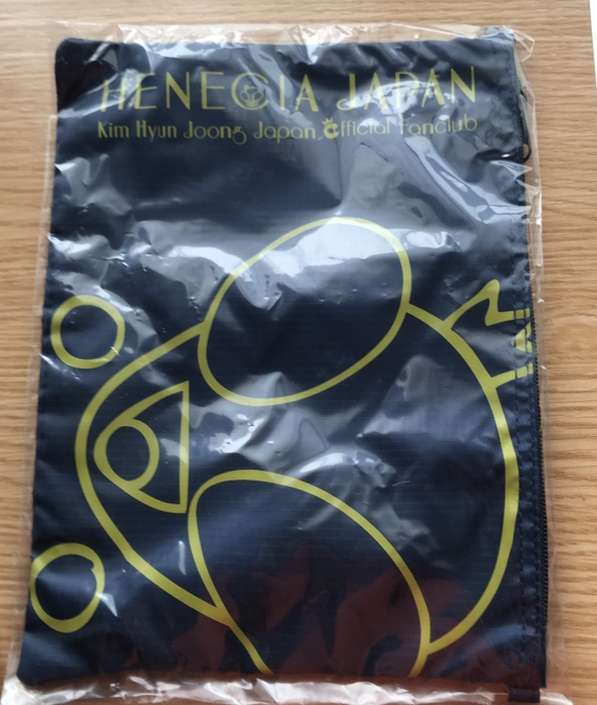 HENECIA JAPAN
Kim Hyun Joong Japan Official Fanclub